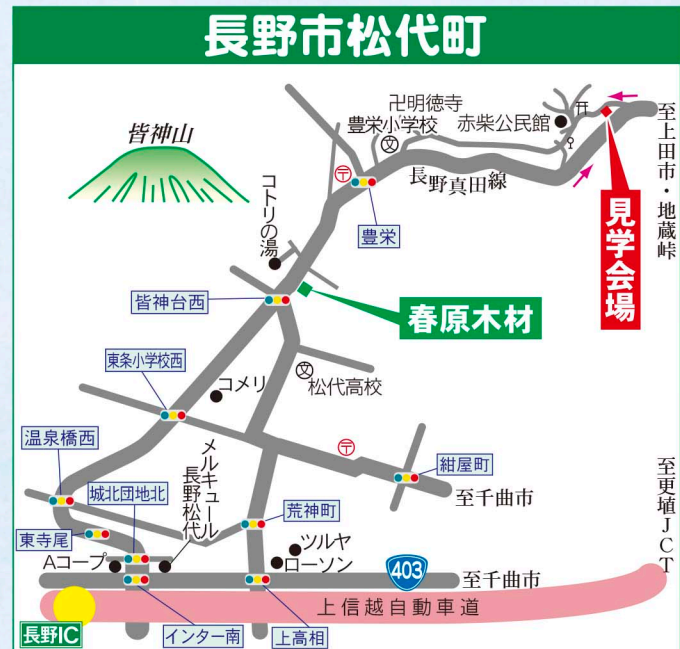 長野市松代町
皆神山
卍明徳寺
豊栄小学校
文
赤柴公民館
至上田市・地蔵峠
〒
長野真田線
豊栄
見学会場
コトリの湯
皆神台西
春原木材
東条小学校西
コメリ
文
松代高校
温泉橋西
メルキュール
長野松代
〒
紺屋町
至千曲市
至更埴JCT
城北団地北
荒神町
東寺尾
Aコープ
ツルヤ
ローソン
403
至千曲市
上信越自動車道
長野IC
インター南
上高相